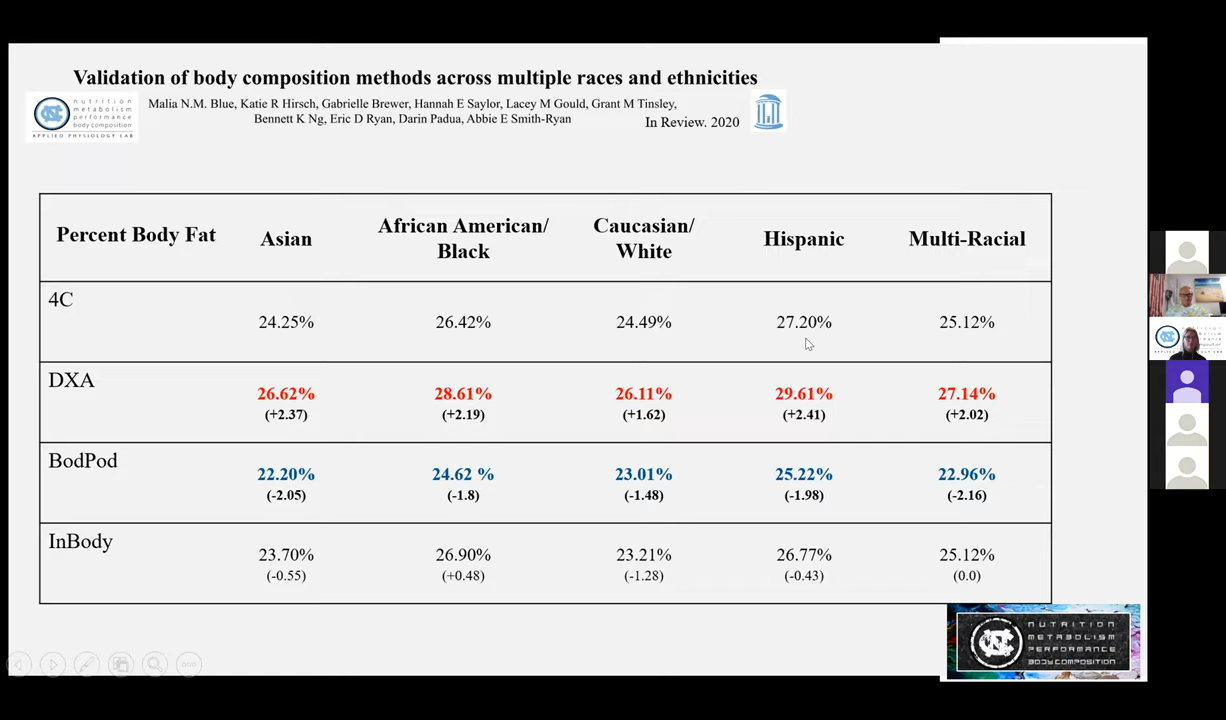 Validation of body composition methods across multiple races and ethnicities
Malia N.M. Blue, Katie R Hirsch, Gabrielle Brewer, Hannah E Saylor, Lacey M Gould, Grant M Tinsley,
Bennett K Ng, Eric D Ryan, Darin Padua, Abbie E Smith-Ryan
In Review. 2020
nutrition
metabolism
performance
body composition
APPLIED PHYSIOLOGY LAB
Percent Body Fat Asian African American/ Black Caucasian/ White Hispanic Multi-Racial
4C
24.25% 26.42% 24.49% 27.20% 25.12%
DXA
26.62% 28.61% 26.11% 29.61% 27.14%
(+2.37) (+2.19) (+1.62) (+2.41) (+2.02)
BodPod
22.20% 24.62 % 23.01% 25.22% 22.96%
(-2.05) (-1.8) (-1.48) (-1.98) (-2.16)
InBody
23.70% 26.90% 23.21% 26.77% 25.12%
(-0.55) (+0.48) (-1.28) (-0.43) (0.0)
NUTRITION
METABOLISM
PERFORMANCE
BODY COMPOSITION